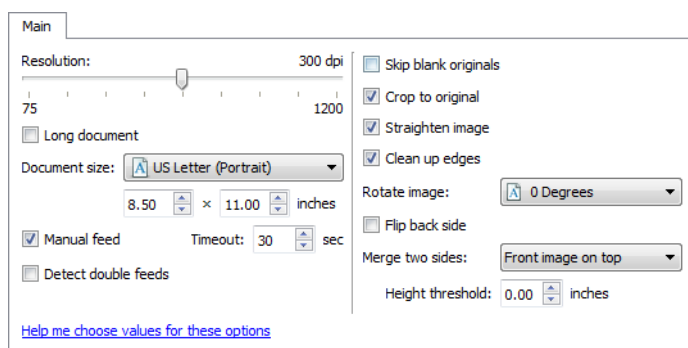 Main
Resolution: 300 dpi
75 1200
Long document
Document size: US Letter (Portrait)
8.50 × 11.00 inches
Manual feed Timeout: 30 sec
Detect double feeds
Help me choose values for these options
Skip blank originals
Crop to original
Straighten image
Clean up edges
Rotate image: 0 Degrees
Flip back side
Merge two sides: Front image on top
Height threshold: 0.00 inches